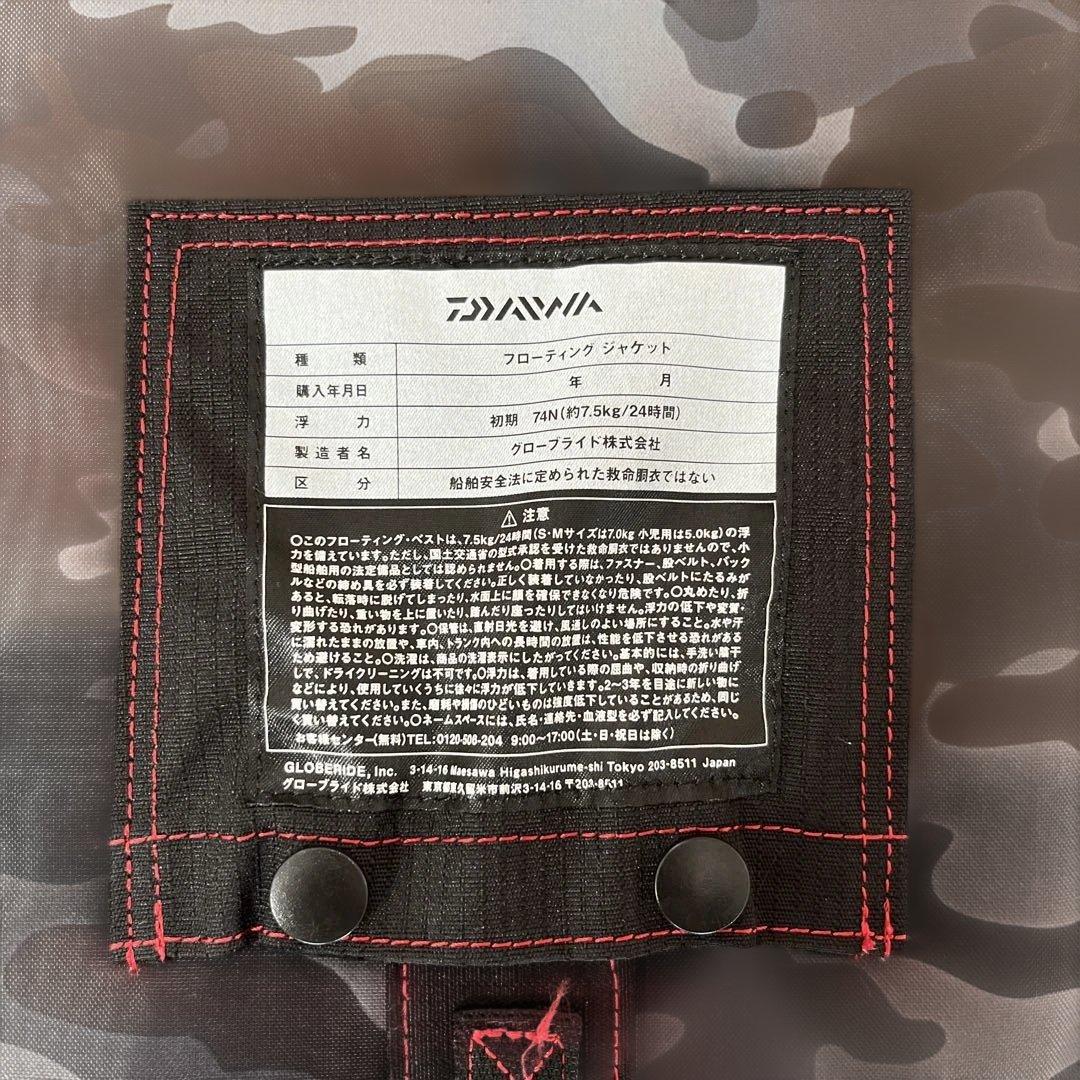 DAIWA
種 類 フローティング ジャケット
購入年月日 年 月
浮 力 初期 74N(約7.5kg/24時間)
製造者名 グローブライド株式会社
区 分 船舶安全法に定められた救命胴衣ではない
⚠ 注意
○このフローティング・ベストは、7.5kg/24時間(S・Mサイズは7.0kg 小児用は5.0kg)の浮
力を備えています。ただし、国土交通省の型式承認を受けた救命胴衣ではありませんので、小
型船舶用の法定備品としては認められません。○着用する際は、ファスナー、股ベルト、バック
ルなどの締め具を必ず装着してください。正しく装着していなかったり、股ベルトにたるみが
あると、転落時に脱げてしまったり、水面上に顔を確保できなくなり危険です。○丸めたり、折
り曲げたり、重い物を上に置いたり、踏んだり座ったりしてはいけません。浮力の低下や変質・
変形する恐れがあります。○保管は、直射日光を避け、風通しのよい場所にすること。水や汗
に濡れたままの放置や、車内、トランク内への長時間の放置は、性能を低下させる恐れがある
ため避けること。○洗濯は、商品の洗濯表示にしたがってください。基本的には、手洗い陰干
しで、ドライクリーニングは不可です。○浮力は、着用している際の屈曲や、収納時の折り曲げ
などにより、使用していくうちに徐々に浮力が低下していきます。2〜3年を目途に新しい物に
買い替えてください。また、磨耗や損傷のひどいものは強度低下していることがあるため、同じ
く買い替えてください。○ネームスペースには、氏名・連絡先・血液型を必ず記入してください。
お客様センター(無料)TEL:0120-506-204 9:00〜17:00(土・日・祝日は除く)
GLOBERIDE, Inc. 3-14-16 Maesawa Higashikurume-shi Tokyo 203-8511 Japan
グローブライド株式会社 東京都東久留米市前沢3-14-16 〒203-8511